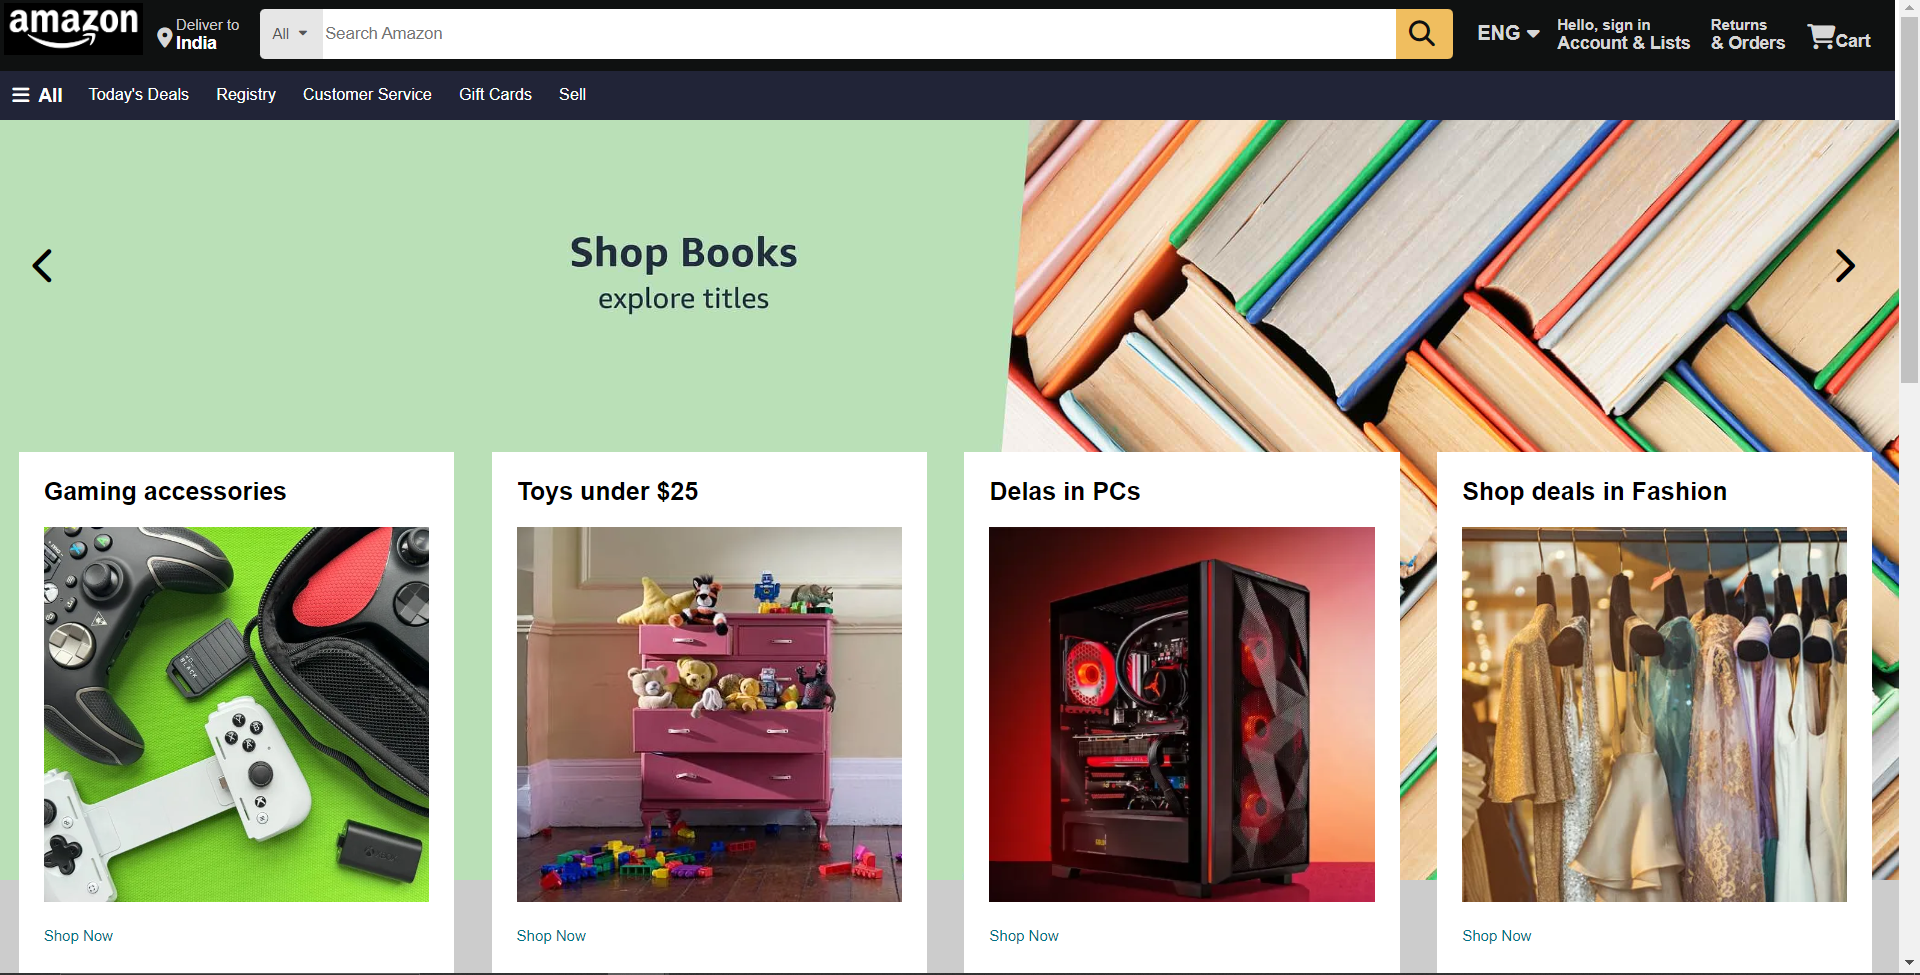 amazon
Deliver to
India
All
Search Amazon
ENG
Hello, sign in
Account & Lists
Returns
& Orders
Cart
All
Today's Deals
Registry
Customer Service
Gift Cards
Sell
Shop Books
explore titles
Gaming accessories
Toys under $25
Delas in PCs
Shop deals in Fashion
Shop Now
Shop Now
Shop Now
Shop Now